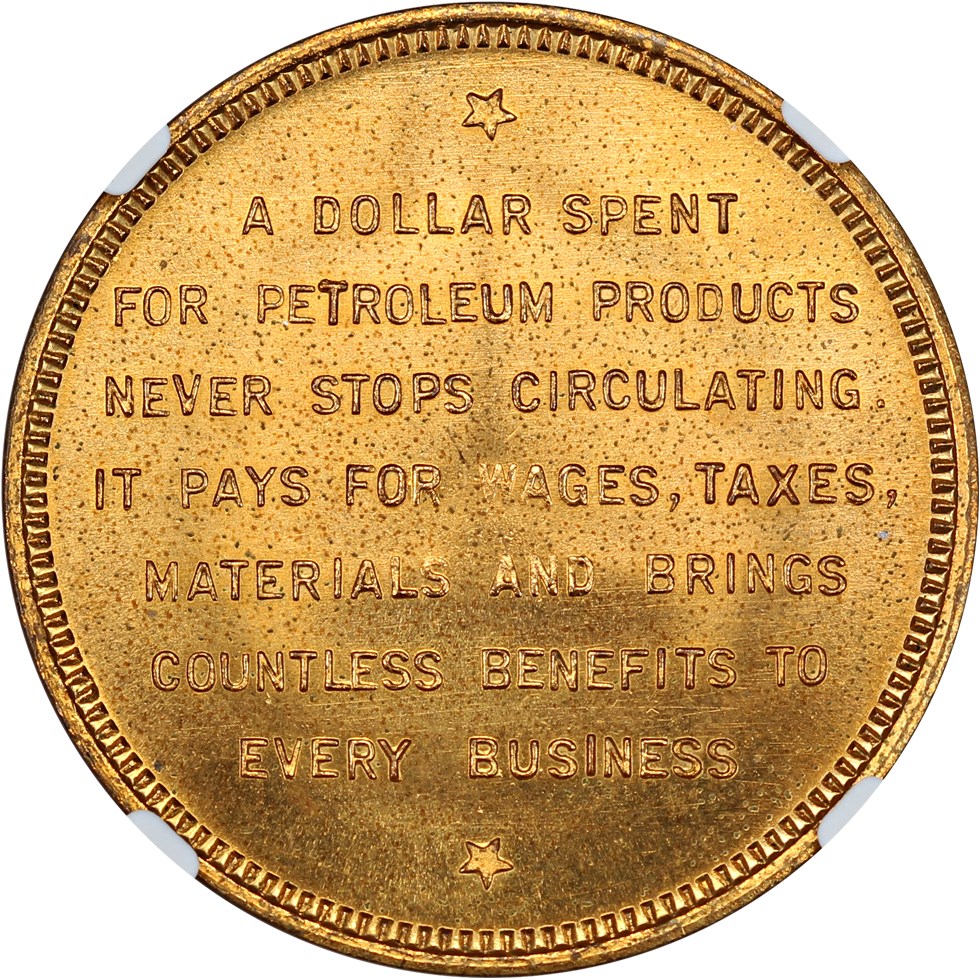 A DOLLAR SPENT
FOR PETROLEUM PRODUCTS
NEVER STOPS CIRCULATING.
IT PAYS FOR WAGES, TAXES,
MATERIALS AND BRINGS
COUNTLESS BENEFITS TO
EVERY BUSINESS